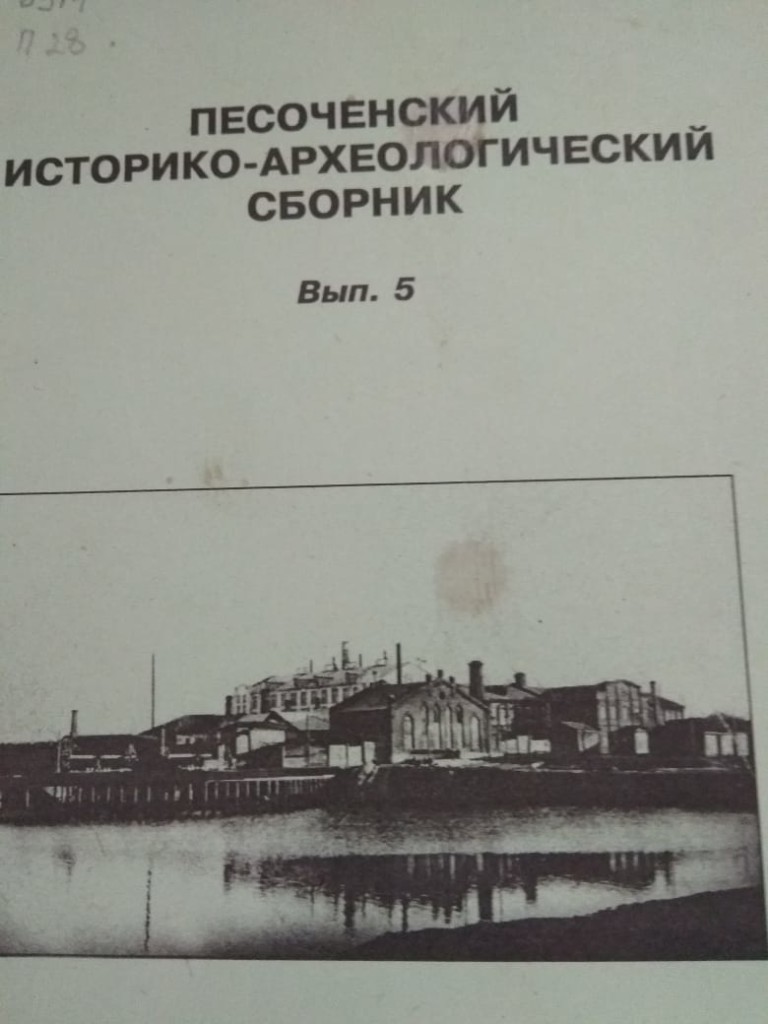 П 28
ПЕСОЧЕНСКИЙ
ИСТОРИКО-АРХЕОЛОГИЧЕСКИЙ
СБОРНИК
Вып. 5